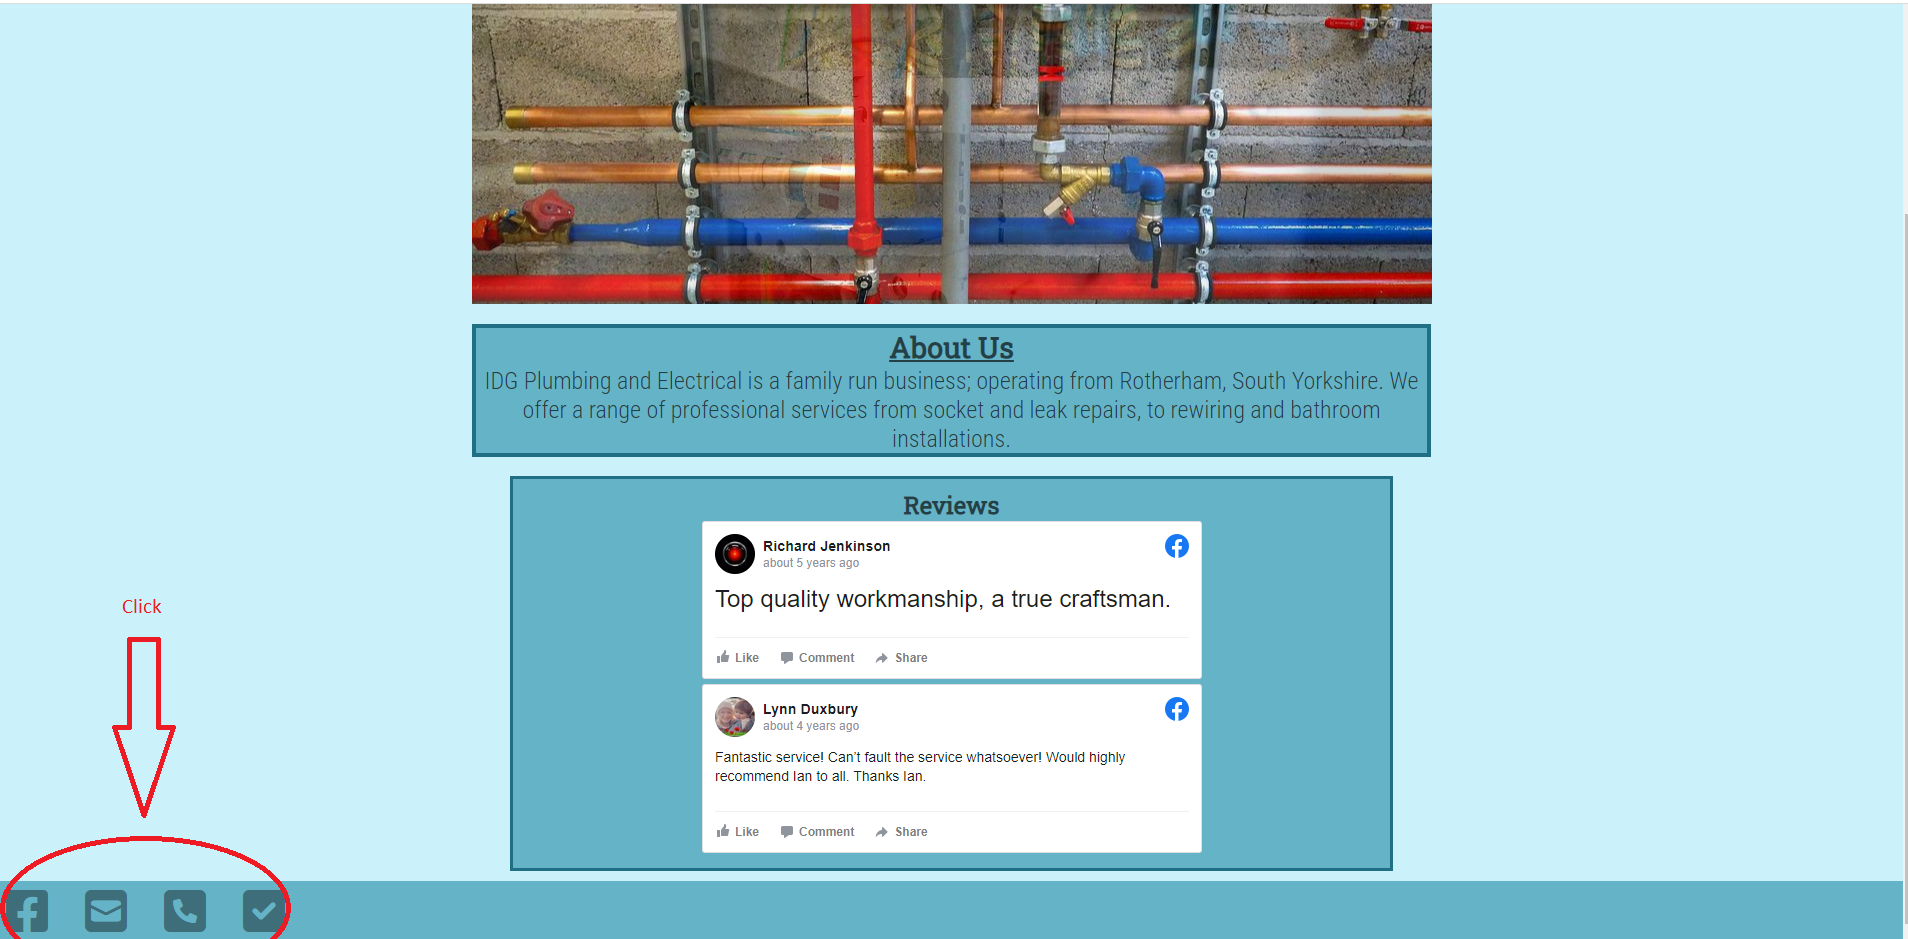 About Us
IDG Plumbing and Electrical is a family run business; operating from Rotherham, South Yorkshire. We
offer a range of professional services from socket and leak repairs, to rewiring and bathroom
installations.
Reviews
Richard Jenkinson
about 5 years ago
Top quality workmanship, a true craftsman.
Like Comment Share
Lynn Duxbury
about 4 years ago
Fantastic service! Can't fault the service whatsoever! Would highly
recommend Ian to all. Thanks Ian.
Like Comment Share
Click